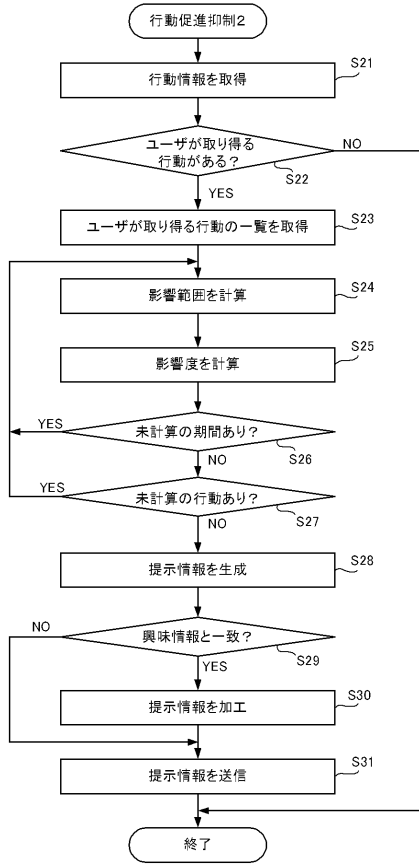 行動促進抑制2
行動情報を取得
S21
ユーザが取り得る
行動がある？
NO
S22
YES
ユーザが取り得る行動の一覧を取得
S23
影響範囲を計算
S24
影響度を計算
S25
YES
未計算の期間あり？
S26
NO
YES
未計算の行動あり？
S27
NO
提示情報を生成
S28
NO
興味情報と一致？
S29
YES
提示情報を加工
S30
提示情報を送信
S31
終了